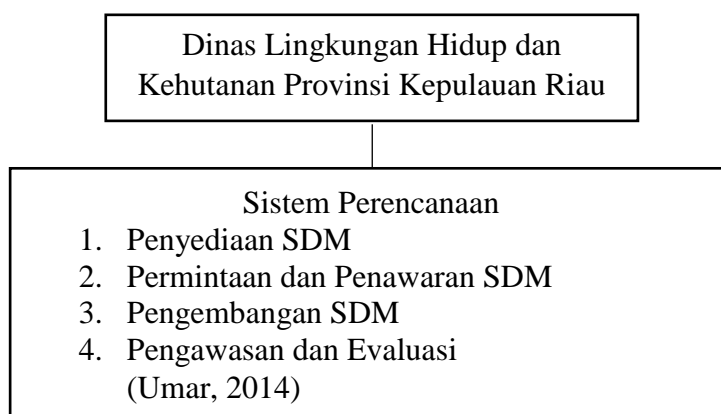 Dinas Lingkungan Hidup dan
Kehutanan Provinsi Kepulauan Riau
Sistem Perencanaan
1. Penyediaan SDM
2. Permintaan dan Penawaran SDM
3. Pengembangan SDM
4. Pengawasan dan Evaluasi
(Umar, 2014)